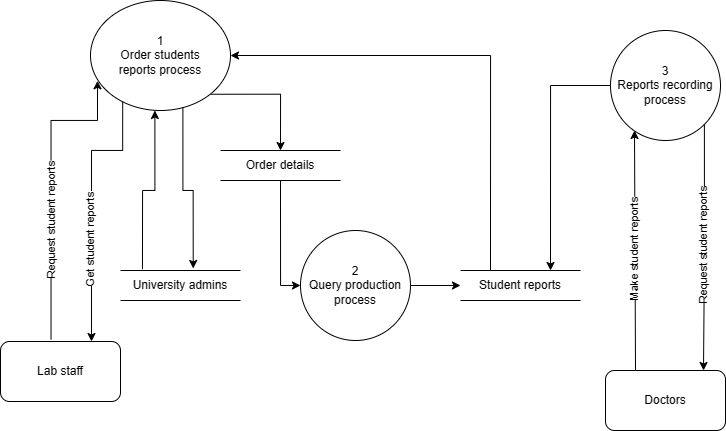 1
Order students
reports process
3
Reports recording
process
Order details
Request student reports
Get student reports
Make student reports
Request student reports
University admins
2
Query production
process
Student reports
Lab staff
Doctors